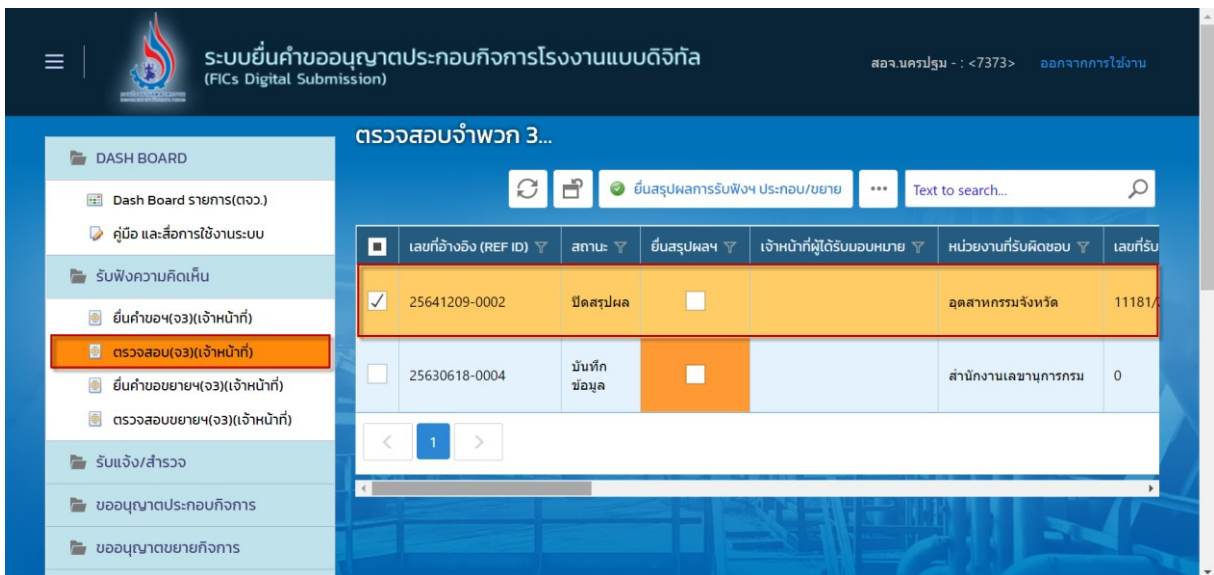 ระบบยื่นคำขออนุญาตประกอบกิจการโรงงานแบบดิจิทัล
(FICs Digital Submission)
สอจ.นครปฐม - : <7373> ออกจากการใช้งาน
ตรวจสอบจำพวก 3...
DASH BOARD
Dash Board รายการ(ตจว.)
คู่มือ และสื่อการใช้งานระบบ
รับฟังความคิดเห็น
ยื่นคำขอฯ(จ3)(เจ้าหน้าที่)
ตรวจสอบ(จ3)(เจ้าหน้าที่)
ยื่นคำขอขยายฯ(จ3)(เจ้าหน้าที่)
ตรวจสอบขยายฯ(จ3)(เจ้าหน้าที่)
รับแจ้ง/สำรวจ
ขออนุญาตประกอบกิจการ
ขออนุญาตขยายกิจการ
ยื่นสรุปผลการรับฟังฯ ประกอบ/ขยาย ... Text to search...
เลขที่อ้างอิง (REF ID) สถานะ ยื่นสรุปผลฯ เจ้าหน้าที่ผู้ได้รับมอบหมาย หน่วยงานที่รับผิดชอบ เลขที่รับ
25641209-0002 ปิดสรุปผล อุตสาหกรรมจังหวัด 11181/
25630618-0004 บันทึก สำนักงานเลขานุการกรม 0
ข้อมูล
< 1 >